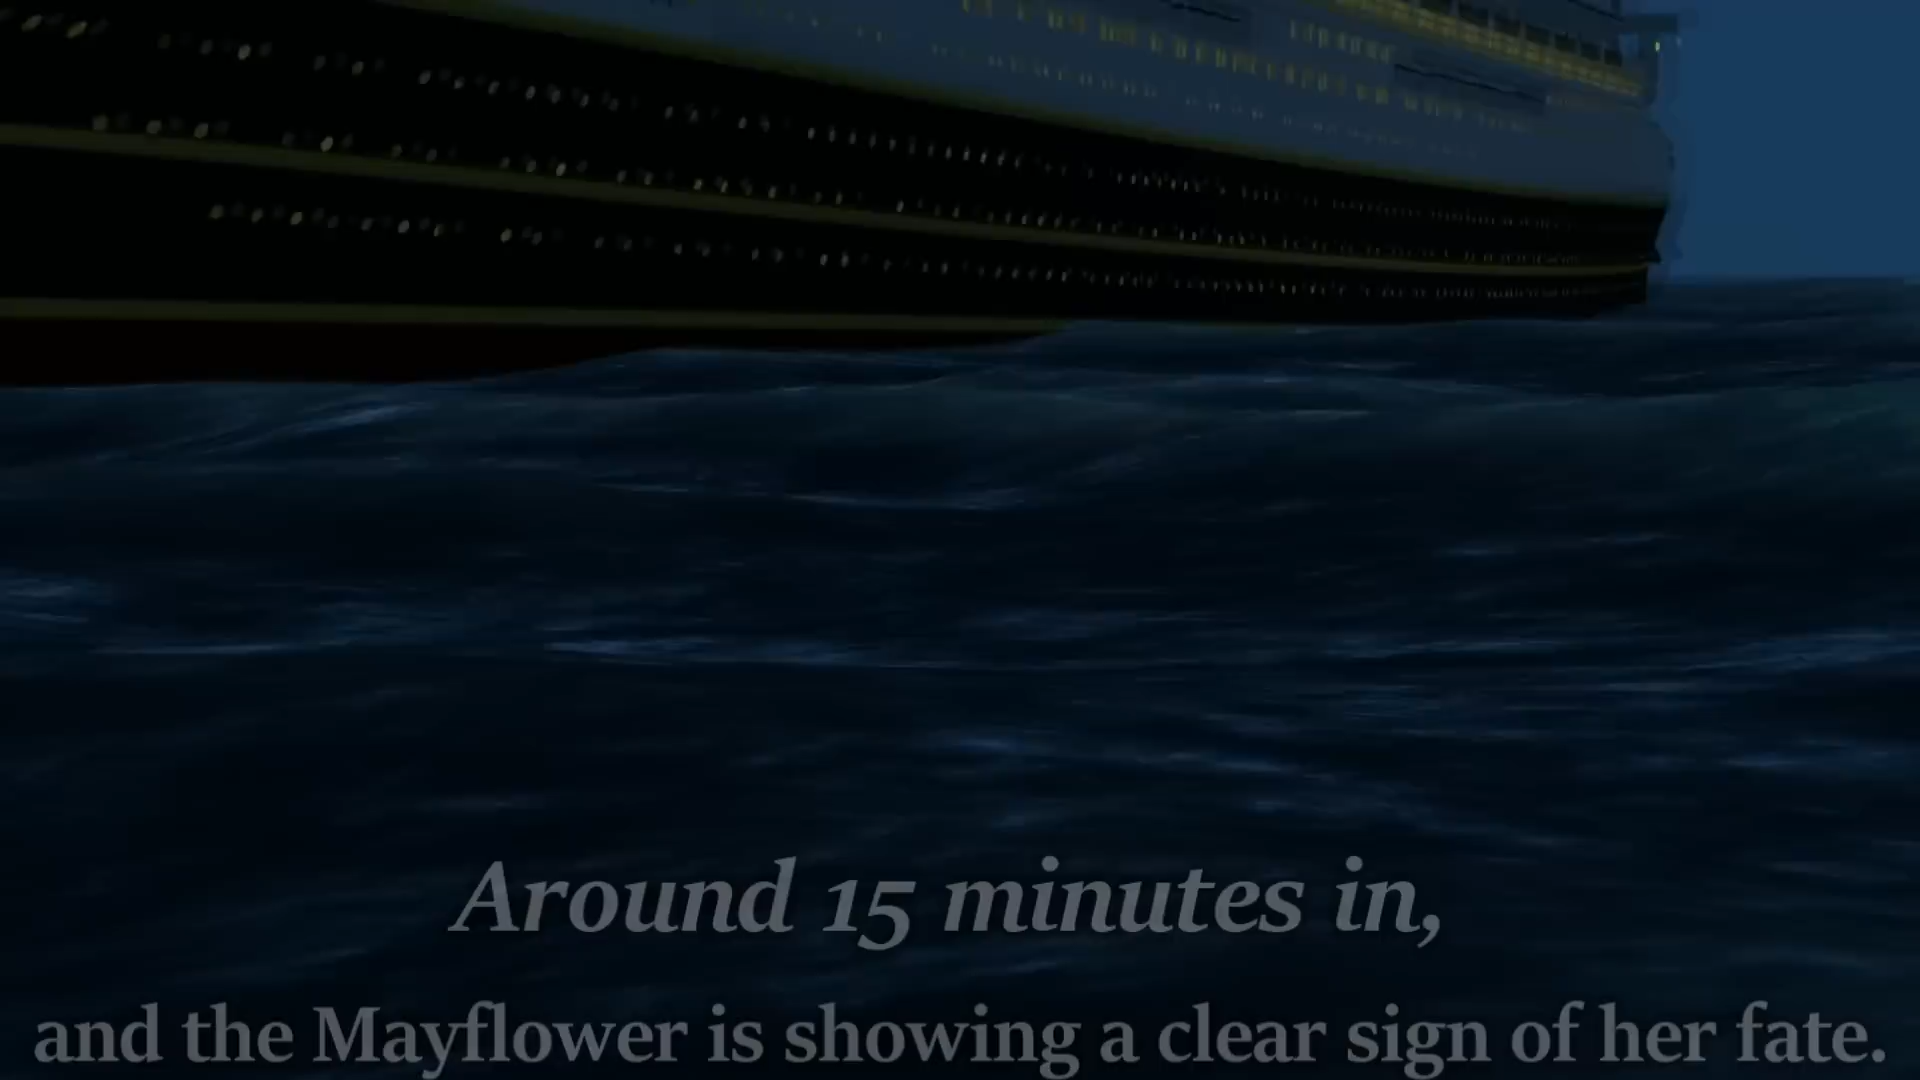 Around 15 minutes in,
and the Mayflower is showing a clear sign of her fate.